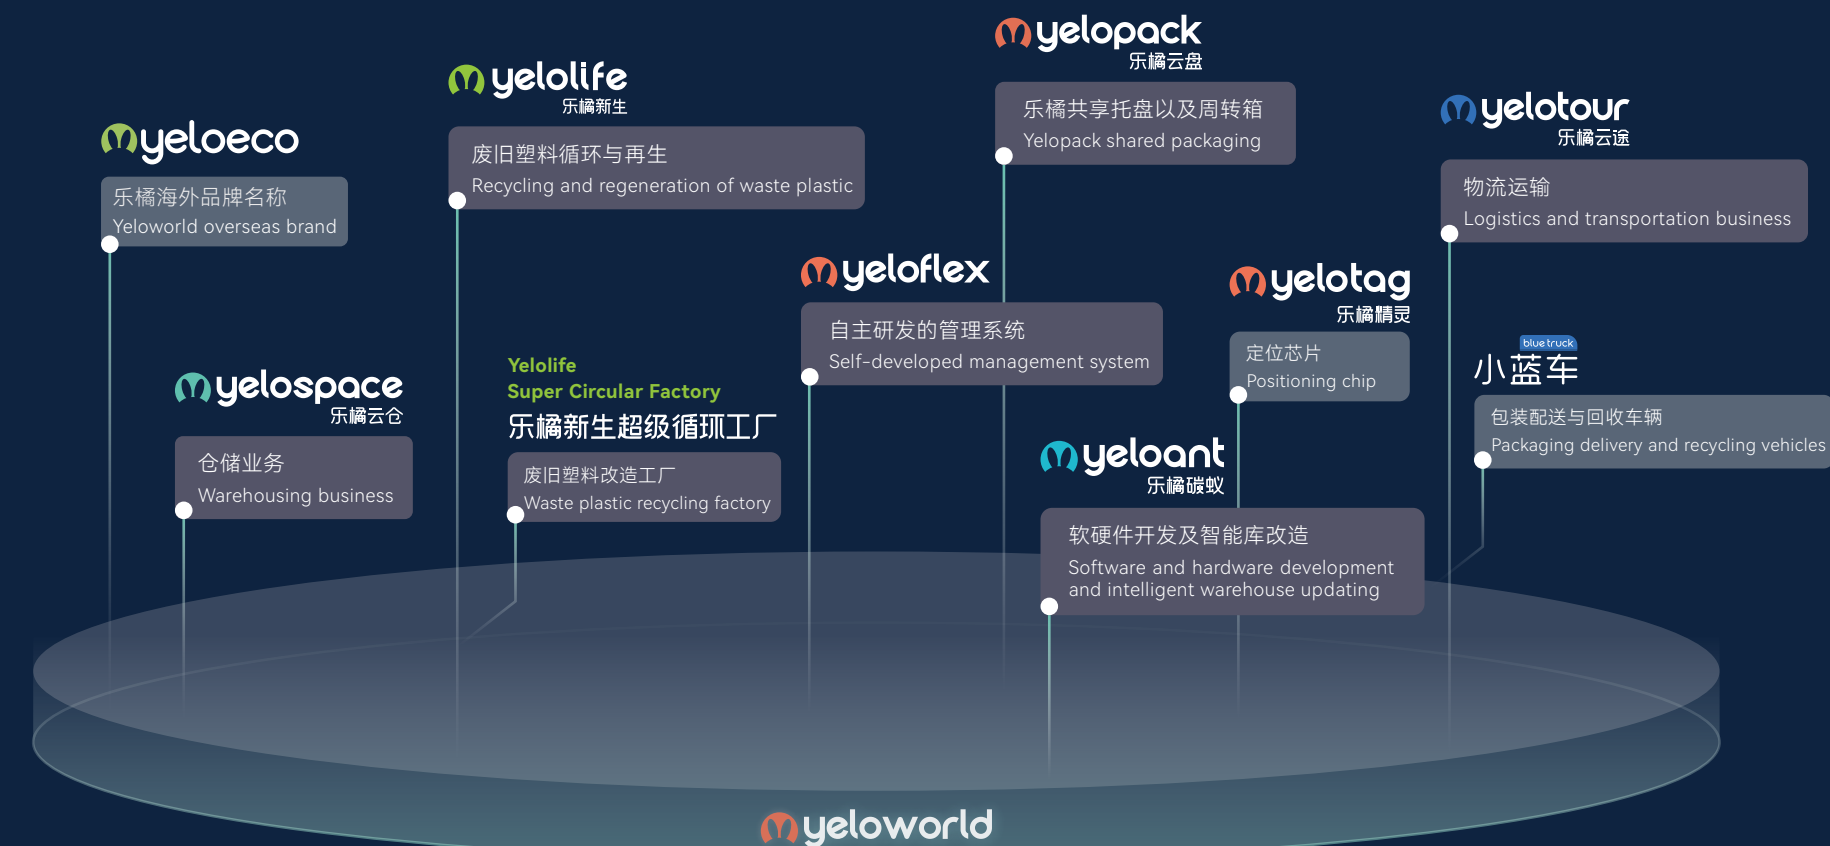 yeloeco
乐橘海外品牌名称
Yeloworld overseas brand
yelolife
乐橘新生
废旧塑料循环与再生
Recycling and regeneration of waste plastic
yelopack
乐橘云盘
乐橘共享托盘以及周转箱
Yelopack shared packaging
yelotour
乐橘云途
物流运输
Logistics and transportation business
yelospace
乐橘云仓
仓储业务
Warehousing business
Yelolife
Super Circular Factory
乐橘新生超级循环工厂
废旧塑料改造工厂
Waste plastic recycling factory
yeloflex
自主研发的管理系统
Self-developed management system
yelotag
乐橘精灵
定位芯片
Positioning chip
yeloant
乐橘碳蚁
软硬件开发及智能库改造
Software and hardware development
and intelligent warehouse updating
blue truck
小蓝车
包装配送与回收车辆
Packaging delivery and recycling vehicles
yeloworld